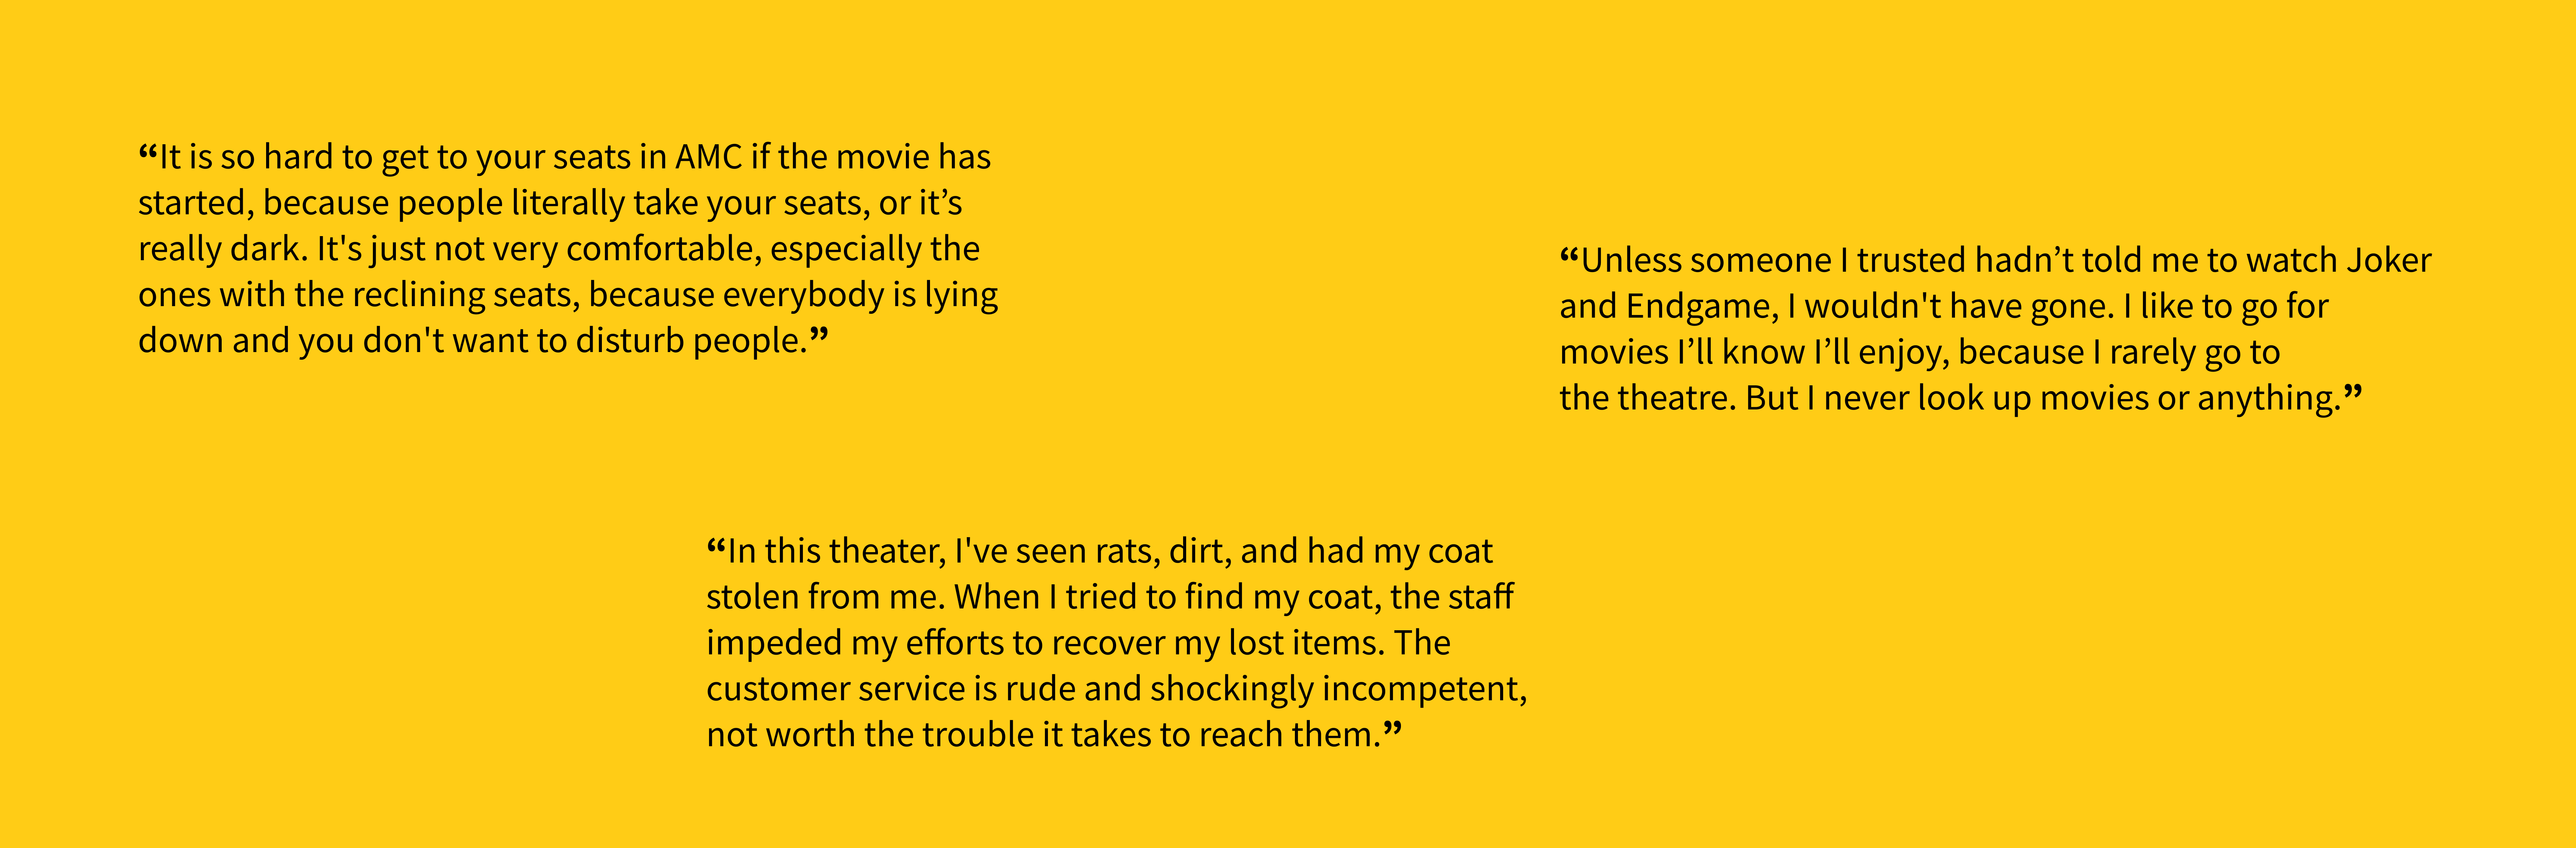 “It is so hard to get to your seats in AMC if the movie has
started, because people literally take your seats, or it’s
really dark. It's just not very comfortable, especially the
ones with the reclining seats, because everybody is lying
down and you don't want to disturb people.”
“Unless someone I trusted hadn’t told me to watch Joker
and Endgame, I wouldn't have gone. I like to go for
movies I’ll know I’ll enjoy, because I rarely go to
the theatre. But I never look up movies or anything.”
“In this theater, I've seen rats, dirt, and had my coat
stolen from me. When I tried to find my coat, the staff
impeded my efforts to recover my lost items. The
customer service is rude and shockingly incompetent,
not worth the trouble it takes to reach them.”